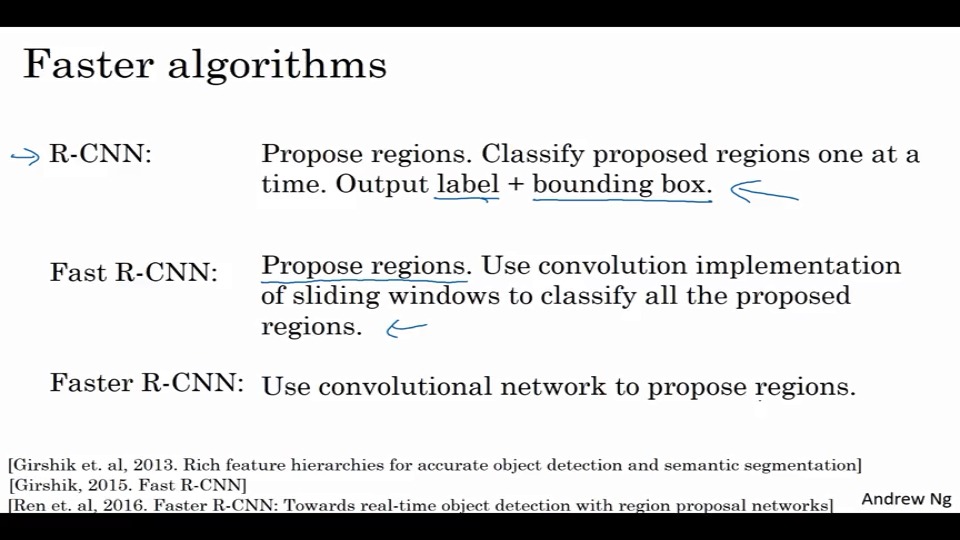 Faster algorithms
R-CNN: Propose regions. Classify proposed regions one at a
time. Output label + bounding box.
Fast R-CNN: Propose regions. Use convolution implementation
of sliding windows to classify all the proposed
regions.
Faster R-CNN: Use convolutional network to propose regions.
[Girshik et. al, 2013. Rich feature hierarchies for accurate object detection and semantic segmentation]
[Girshik, 2015. Fast R-CNN]
[Ren et. al, 2016. Faster R-CNN: Towards real-time object detection with region proposal networks]
Andrew Ng